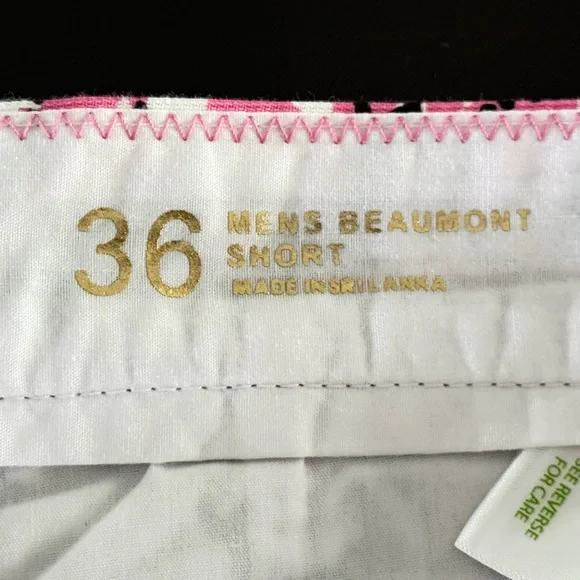 36
MENS BEAUMONT
SHORT
MADE IN SRI LANKA
SEE REVERSE
FOR CARE